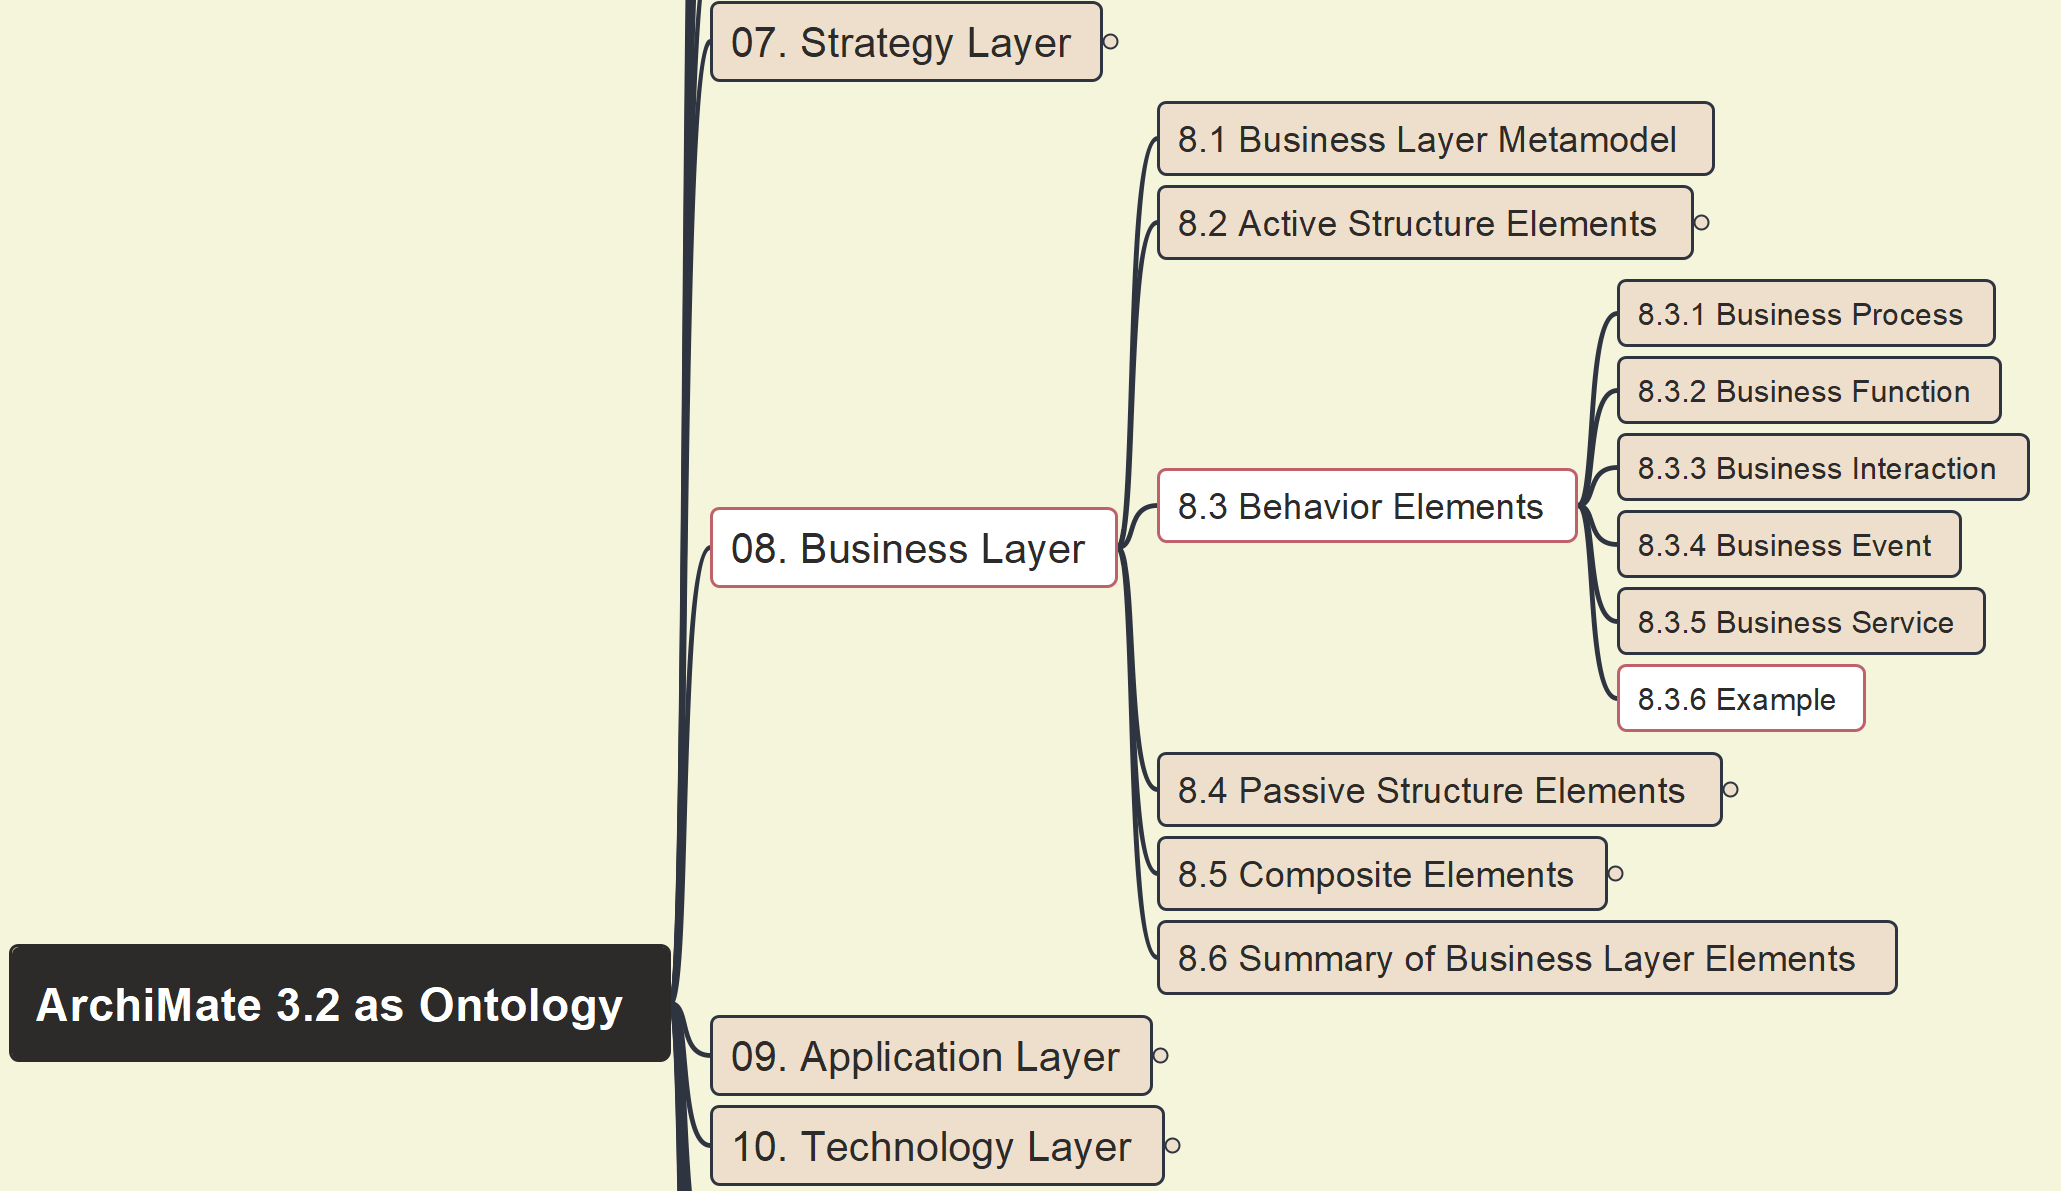 07. Strategy Layer
8.1 Business Layer Metamodel
8.2 Active Structure Elements
8.3.1 Business Process
8.3.2 Business Function
8.3.3 Business Interaction
8.3 Behavior Elements
8.3.4 Business Event
08. Business Layer
8.3.5 Business Service
8.3.6 Example
8.4 Passive Structure Elements
8.5 Composite Elements
8.6 Summary of Business Layer Elements
ArchiMate 3.2 as Ontology
09. Application Layer
10. Technology Layer